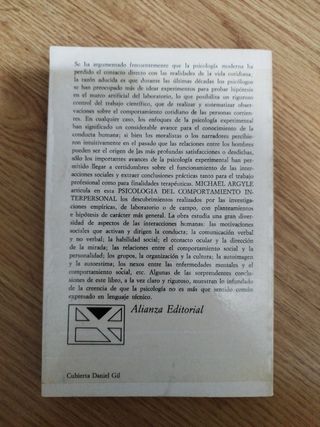 Se ha argumentado frecuentemente que la psicología moderna ha
perdido el contacto directo con las realidades de la vida cotidiana;
la razón aducida es que durante las últimas décadas los psicólogos
se han preocupado más de idear experimentos para probar hipótesis
en el marco artificial del laboratorio, lo que posibilita un riguroso
control del trabajo científico, que de realizar y sistematizar obser-
vaciones sobre el comportamiento cotidiano de las personas corrien-
tes. En cualquier caso, los enfoques de la psicología experimental
han significado un considerable avance para el conocimiento de la
conducta humana; si bien los moralistas o los narradores percibie-
ron intuitivamente en el pasado que las relaciones entre los hombres
pueden ser el origen de las más profundas satisfacciones o desdichas,
sólo los importantes avances de la psicología experimental han per-
mitido llegar a certidumbres sobre el funcionamiento de las inter-
acciones sociales y extraer conclusiones prácticas tanto para el trabajo
profesional como para finalidades terapéuticas. MICHAEL ARGYLE
articula en esta PSICOLOGIA DEL COMPORTAMIENTO IN-
TERPERSONAL los descubrimientos realizados por las investiga-
ciones empíricas, de laboratorio o de campo, con planteamientos
e hipótesis de carácter más general. La obra estudia una gran diver-
sidad de aspectos de las interacciones humanas: las motivaciones
sociales que activan y dirigen la conducta; la comunicación verbal
y no verbal; la habilidad social; el contacto ocular y la dirección
de la mirada; las relaciones entre el comportamiento social y la
personalidad; los grupos, la organización y la cultura; la autoimagen
y la autoestima; los nexos entre las enfermedades mentales y el
comportamiento social, etc. Algunas de las sorprendentes conclu-
siones de este libro, a la vez claro y riguroso, muestran lo infundado
de la creencia de que la psicología no es más que sentido común
expresado en lenguaje técnico.
Alianza Editorial
Cubierta Daniel Gil